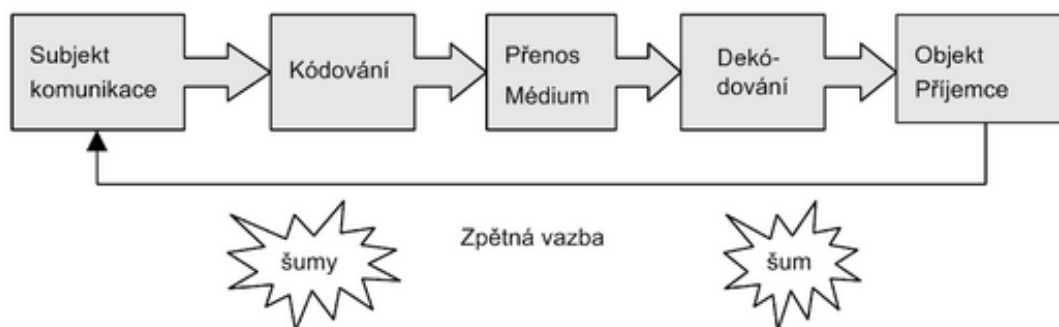 Subjekt
komunikace
Kódování
Přenos
Médium
Dekó-
dování
Objekt
Příjemce
Zpětná vazba
šumy
šum